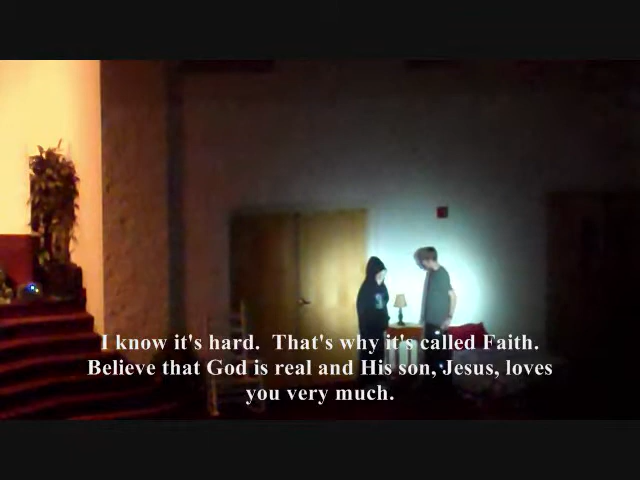 I know it's hard.  That's why it's called Faith.
Believe that God is real and His son, Jesus, loves
you very much.